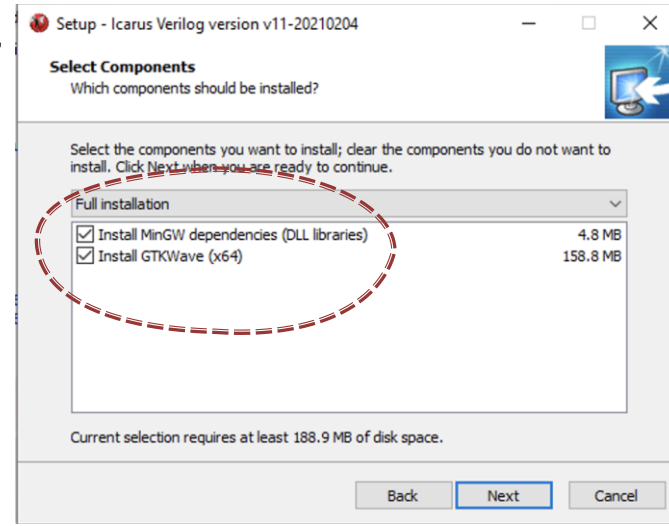 Setup - Icarus Verilog version v11-20210204
Select Components
Which components should be installed?
Select the components you want to install; clear the components you do not want to
install. Click Next when you are ready to continue.
Full installation
Install MinGW dependencies (DLL libraries) 4.8 MB
Install GTKWave (x64) 158.8 MB
Current selection requires at least 188.9 MB of disk space.
Back Next Cancel